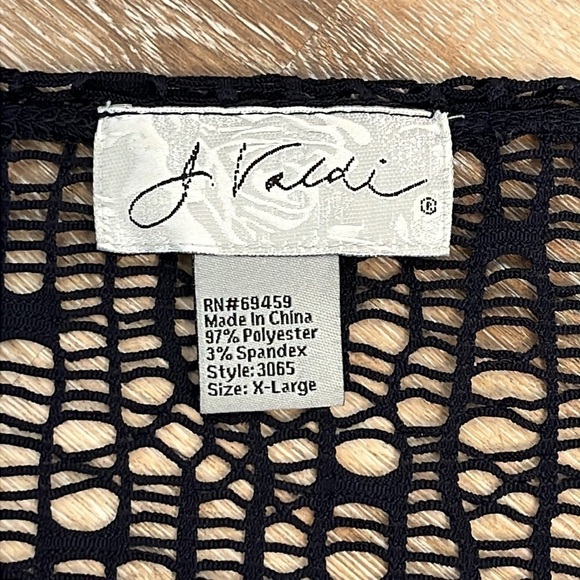 J. Valdi ®
RN#69459
Made In China
97% Polyester
3% Spandex
Style: 3065
Size: X-Large